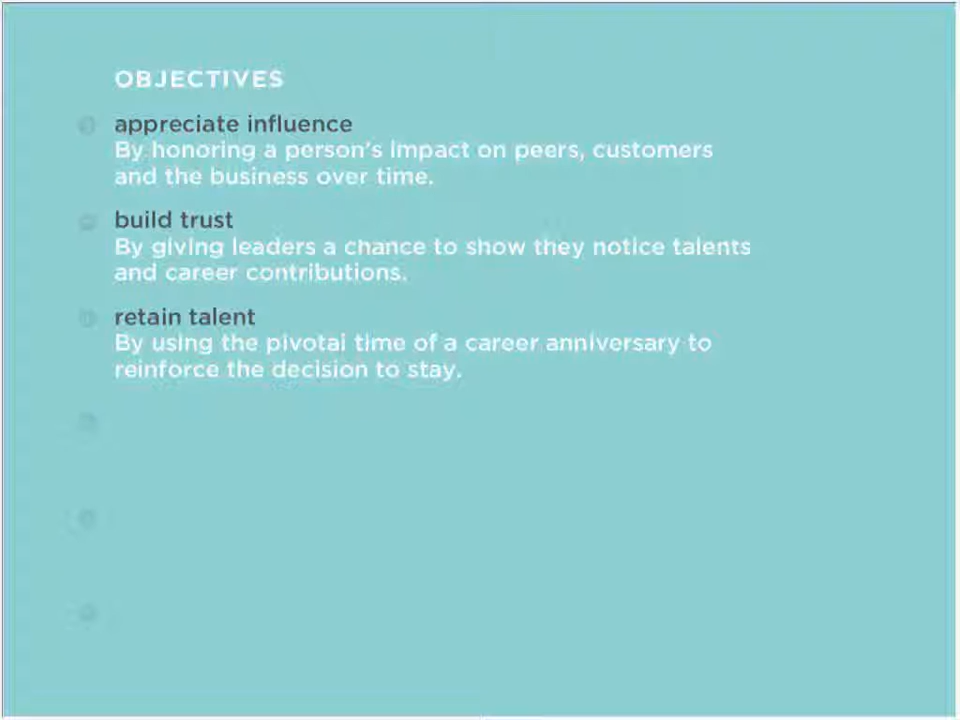 OBJECTIVES
appreciate influence
By honoring a person's impact on peers, customers
and the business over time.
build trust
By giving leaders a chance to show they notice talents
and career contributions.
retain talent
By using the pivotal time of a career anniversary to
reinforce the decision to stay.